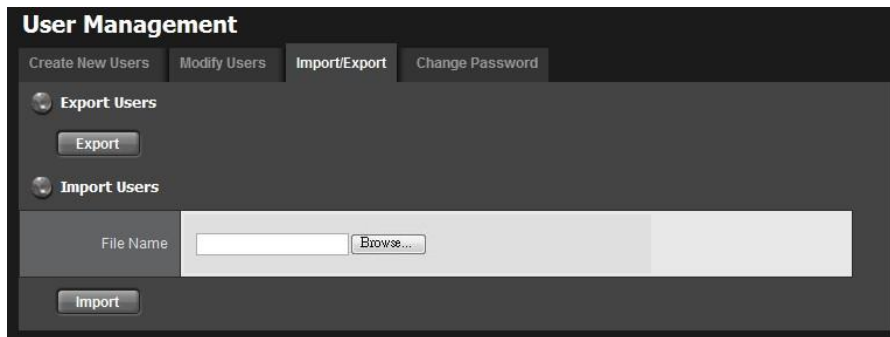 User Management
Create New Users Modify Users Import/Export Change Password
Export Users
Export
Import Users
File Name Browse...
Import